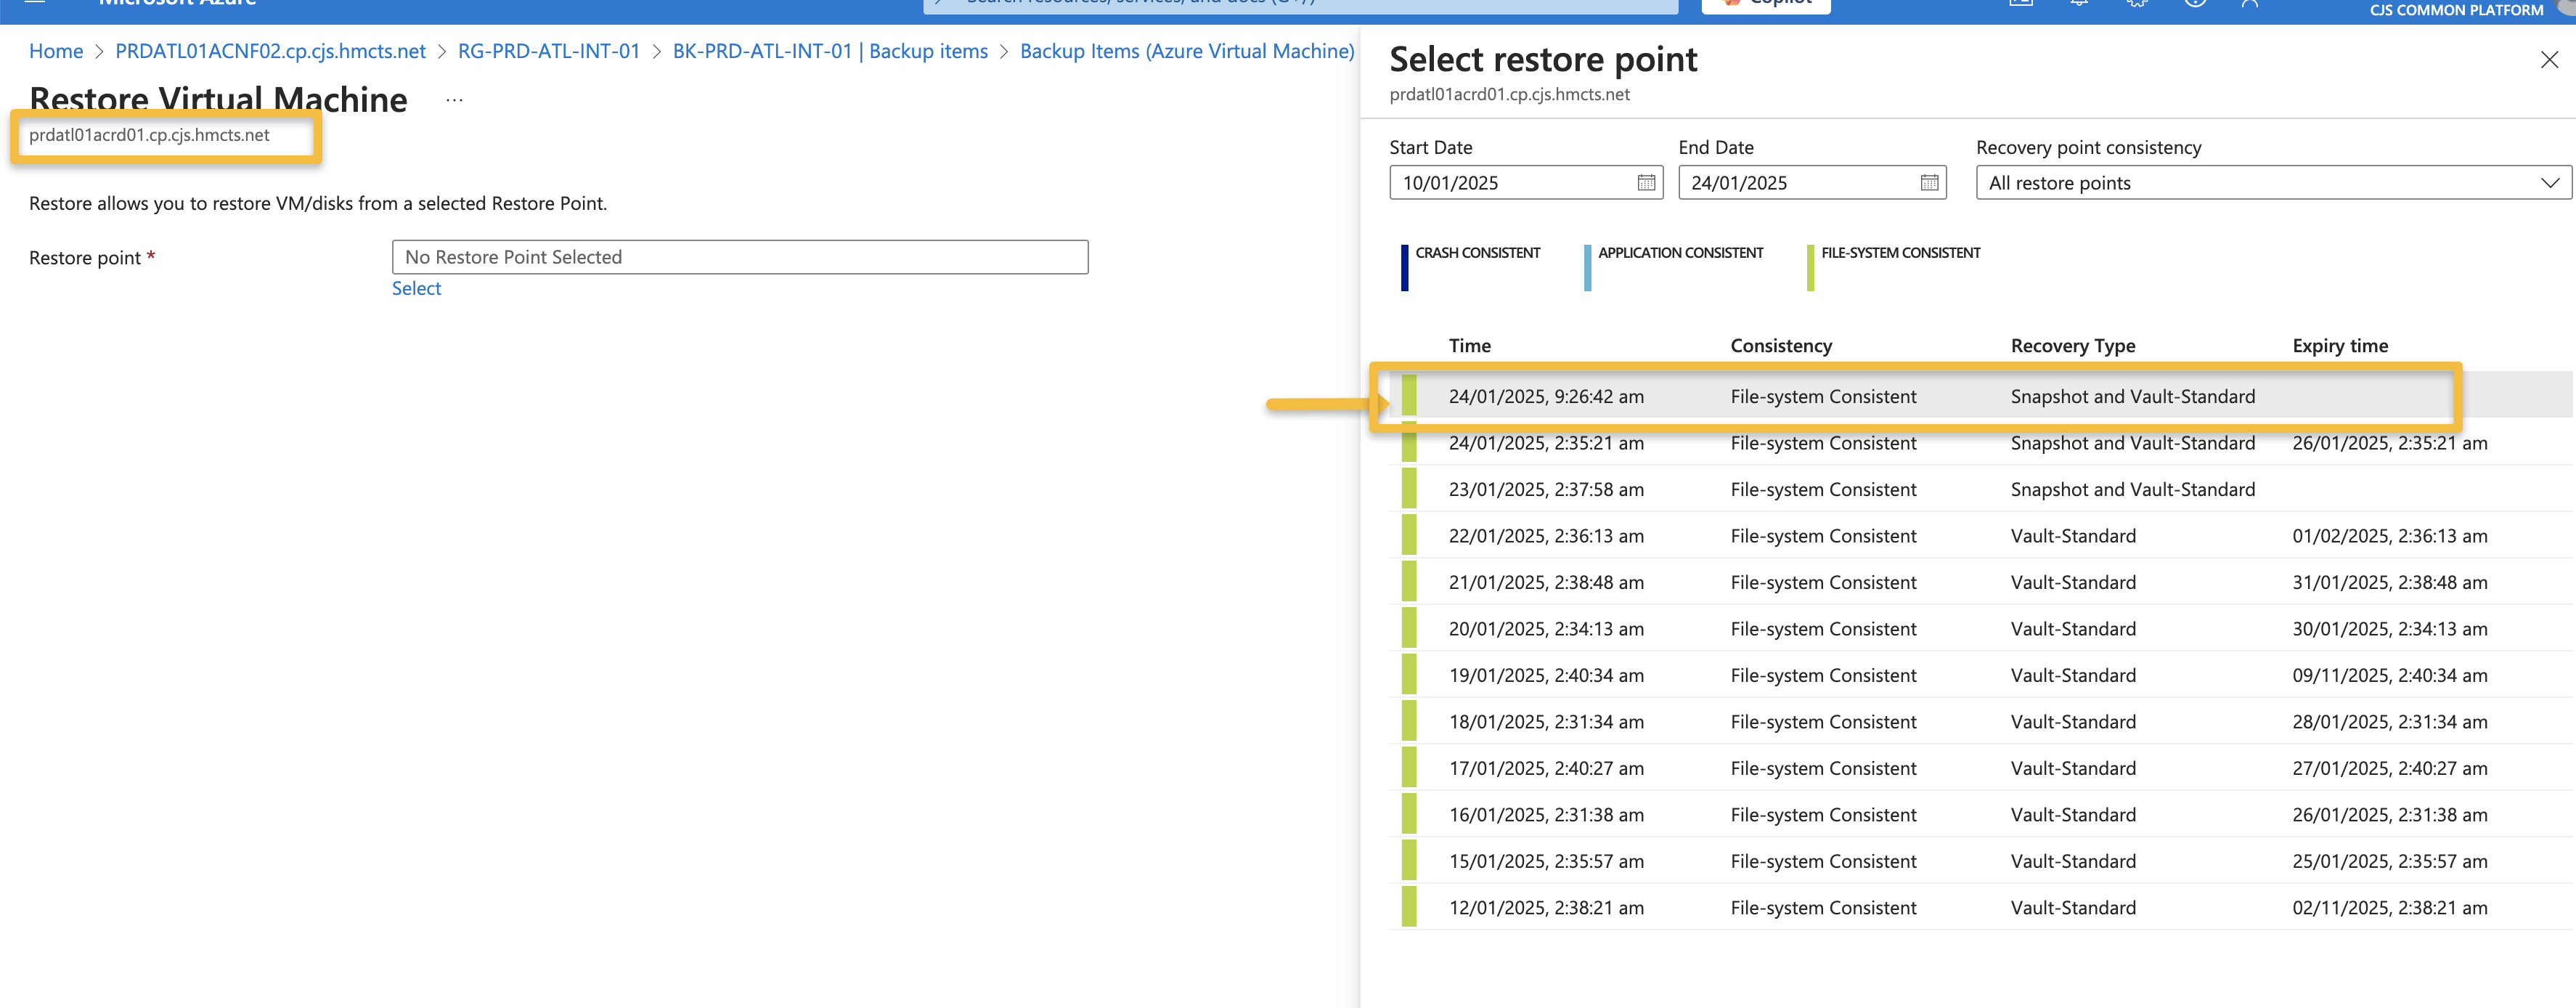 Microsoft Azure
Search resources, services, and docs (G+/)
Copilot
CJS COMMON PLATFORM
Home > PRDATL01ACNF02.cp.cjs.hmcts.net > RG-PRD-ATL-INT-01 > BK-PRD-ATL-INT-01 | Backup items > Backup Items (Azure Virtual Machine)
Restore Virtual Machine ...
prdatl01acrd01.cp.cjs.hmcts.net
Restore allows you to restore VM/disks from a selected Restore Point.
Restore point *
No Restore Point Selected
Select
Select restore point
prdatl01acrd01.cp.cjs.hmcts.net
Start Date End Date Recovery point consistency
10/01/2025 24/01/2025 All restore points
CRASH CONSISTENT APPLICATION CONSISTENT FILE-SYSTEM CONSISTENT
Time Consistency Recovery Type Expiry time
24/01/2025, 9:26:42 am File-system Consistent Snapshot and Vault-Standard
24/01/2025, 2:35:21 am File-system Consistent Snapshot and Vault-Standard 26/01/2025, 2:35:21 am
23/01/2025, 2:37:58 am File-system Consistent Snapshot and Vault-Standard
22/01/2025, 2:36:13 am File-system Consistent Vault-Standard 01/02/2025, 2:36:13 am
21/01/2025, 2:38:48 am File-system Consistent Vault-Standard 31/01/2025, 2:38:48 am
20/01/2025, 2:34:13 am File-system Consistent Vault-Standard 30/01/2025, 2:34:13 am
19/01/2025, 2:40:34 am File-system Consistent Vault-Standard 09/11/2025, 2:40:34 am
18/01/2025, 2:31:34 am File-system Consistent Vault-Standard 28/01/2025, 2:31:34 am
17/01/2025, 2:40:27 am File-system Consistent Vault-Standard 27/01/2025, 2:40:27 am
16/01/2025, 2:31:38 am File-system Consistent Vault-Standard 26/01/2025, 2:31:38 am
15/01/2025, 2:35:57 am File-system Consistent Vault-Standard 25/01/2025, 2:35:57 am
12/01/2025, 2:38:21 am File-system Consistent Vault-Standard 02/11/2025, 2:38:21 am